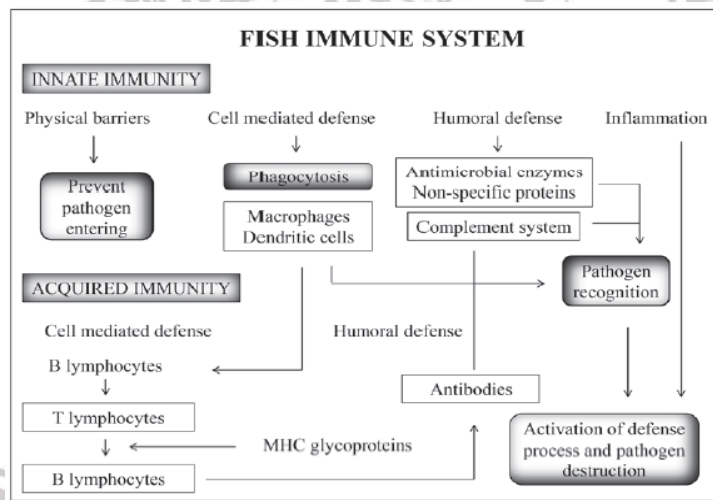 FISH IMMUNE SYSTEM
INNATE IMMUNITY
Physical barriers
Cell mediated defense
Humoral defense
Inflammation
Prevent
pathogen
entering
Phagocytosis
Macrophages
Dendritic cells
Antimicrobial enzymes
Non-specific proteins
Complement system
Pathogen
recognition
ACQUIRED IMMUNITY
Cell mediated defense
Humoral defense
B lymphocytes
T lymphocytes
B lymphocytes
MHC glycoproteins
Antibodies
Activation of defense
process and pathogen
destruction